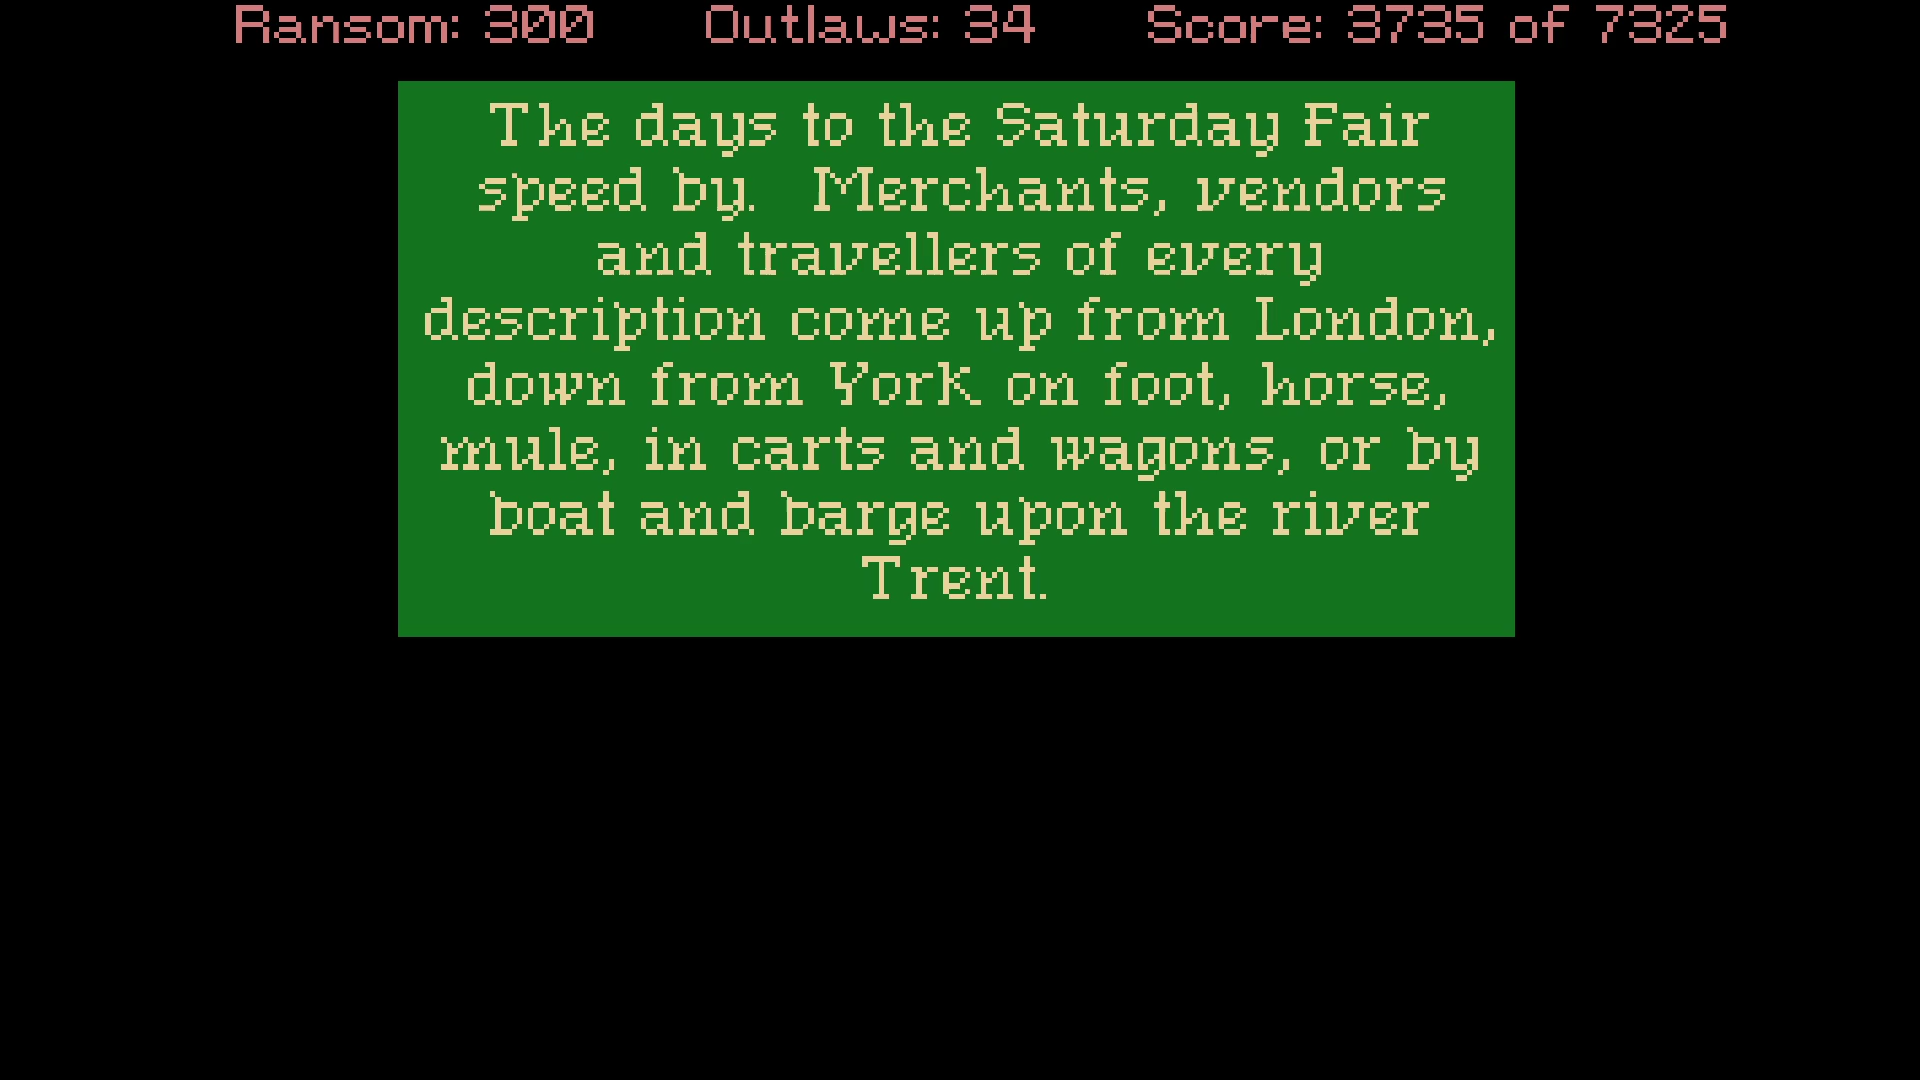 Ransom: 300 Outlaws: 34 Score: 3735 of 7325
The days to the Saturday Fair
speed by. Merchants, vendors
and travellers of every
description come up from London,
down from York on foot, horse,
mule, in carts and wagons, or by
boat and barge upon the river
Trent.